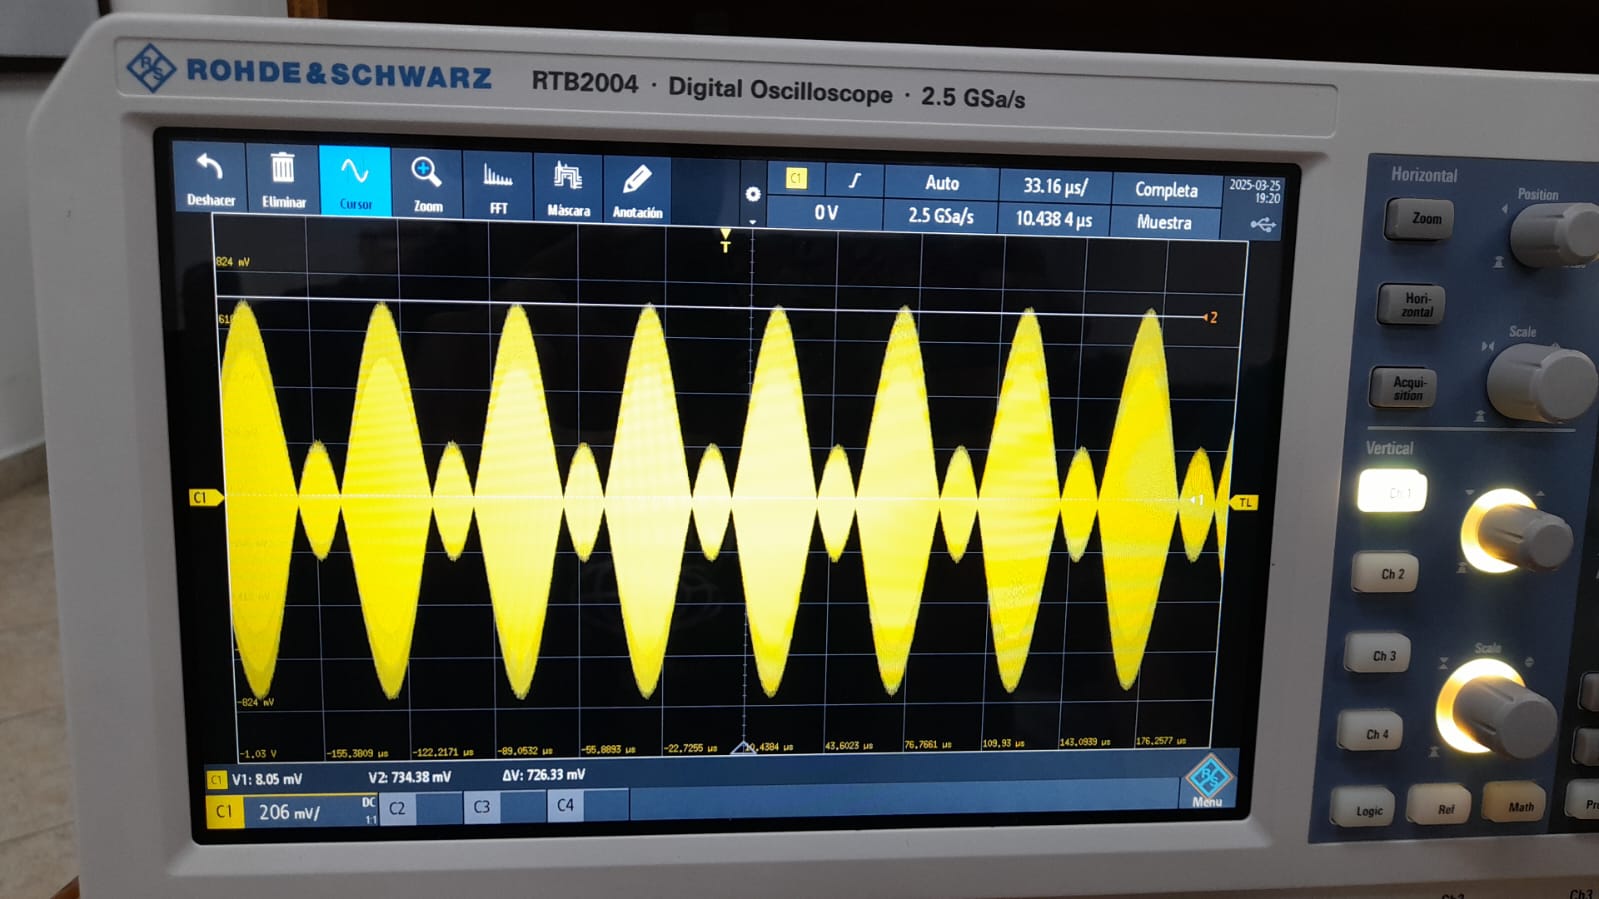 ROHDE&SCHWARZ RTB2004 · Digital Oscilloscope · 2.5 GSa/s
Deshacer Eliminar Cursor Zoom FFT Máscara Anotación
C1 Auto 33.16 µs/ Completa
0 V 2.5 GSa/s 10.438 4 µs Muestra
2025-03-25
19:20
T
824 mV
2
C1
1
TL
-824 mV
-1.03 V -155.3809 µs -122.2171 µs -89.0532 µs -55.8893 µs -22.7255 µs 10.4384 µs 43.6023 µs 76.7661 µs 109.93 µs 143.0939 µs 176.2577 µs
C1 V1: 8.05 mV V2: 734.38 mV ΔV: 726.33 mV
C1 206 mV/ DC 1:1 C2 C3 C4
R&S
Menu
Horizontal
Position
Zoom
Hori-
zontal
Scale
Acqui-
sition
Vertical
Ch 1
Ch 2
Ch 3
Scale
Ch 4
Logic Ref Math